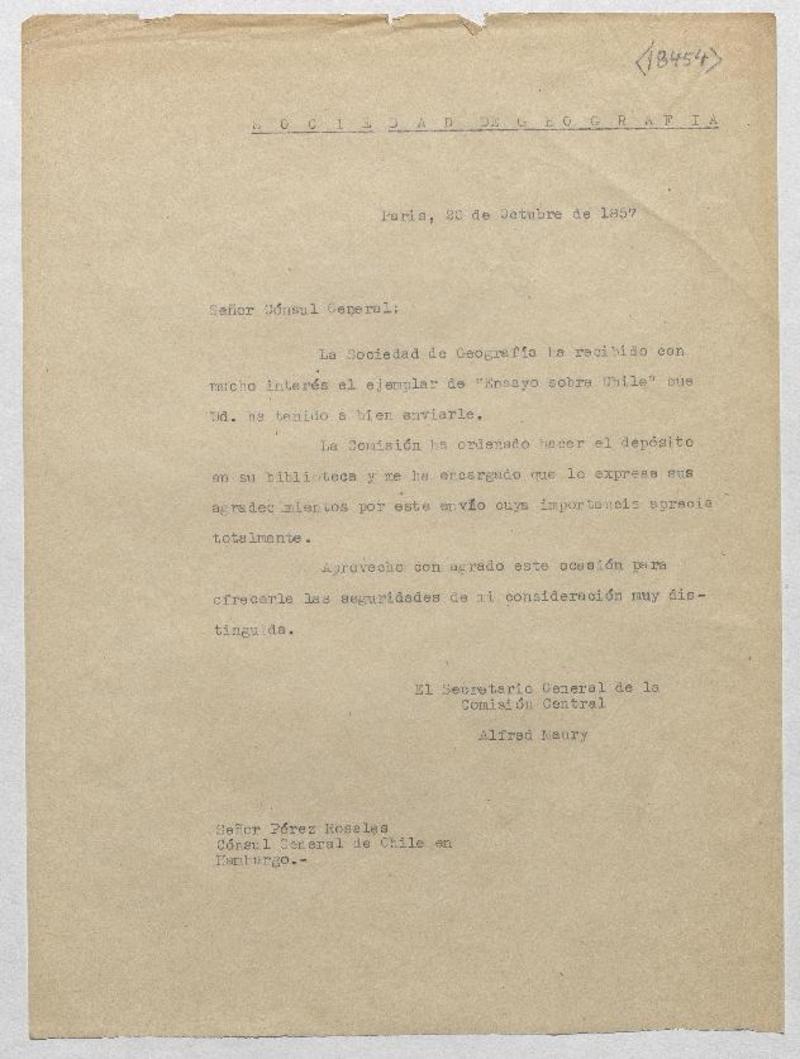 <18454>
S O C I E D A D DE G E O G R A F I A
Paris, 20 de Octubre de 1857
Señor Cónsul General:
La Sociedad de Geografía ha recibido con
mucho interés el ejemplar de "Ensayo sobre Chile" que
Ud. ha tenido a bien enviarle.
La Comisión ha ordenado hacer el depósito
en su biblioteca y me ha encargado que le exprese sus
agradecimientos por este envío cuya importancia aprecia
totalmente.
Aprovecho con agrado esta ocasión para
ofrecerle las seguridades de mi consideración muy dis-
tinguida.
El Secretario General de la
Comisión Central
Alfred Maury
Señor Pérez Rosales
Cónsul General de Chile en
Hamburgo.-